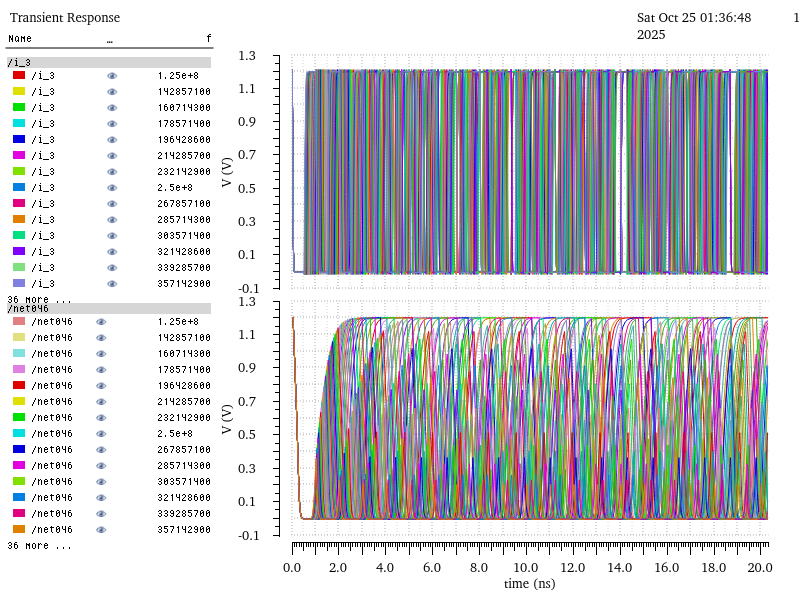 Transient Response
Sat Oct 25 01:36:48 2025
1
Name ... f
/i_3
/i_3 1.25e+8
/i_3 142857100
/i_3 160714300
/i_3 178571400
/i_3 196428600
/i_3 214285700
/i_3 232142900
/i_3 2.5e+8
/i_3 267857100
/i_3 285714300
/i_3 303571400
/i_3 321428600
/i_3 339285700
/i_3 357142900
36 more ...
/net046
/net046 1.25e+8
/net046 142857100
/net046 160714300
/net046 178571400
/net046 196428600
/net046 214285700
/net046 232142900
/net046 2.5e+8
/net046 267857100
/net046 285714300
/net046 303571400
/net046 321428600
/net046 339285700
/net046 357142900
36 more ...
V (V)
1.3
1.1
0.9
0.7
0.5
0.3
0.1
-0.1
V (V)
1.3
1.1
0.9
0.7
0.5
0.3
0.1
-0.1
0.0 2.0 4.0 6.0 8.0 10.0 12.0 14.0 16.0 18.0 20.0
time (ns)